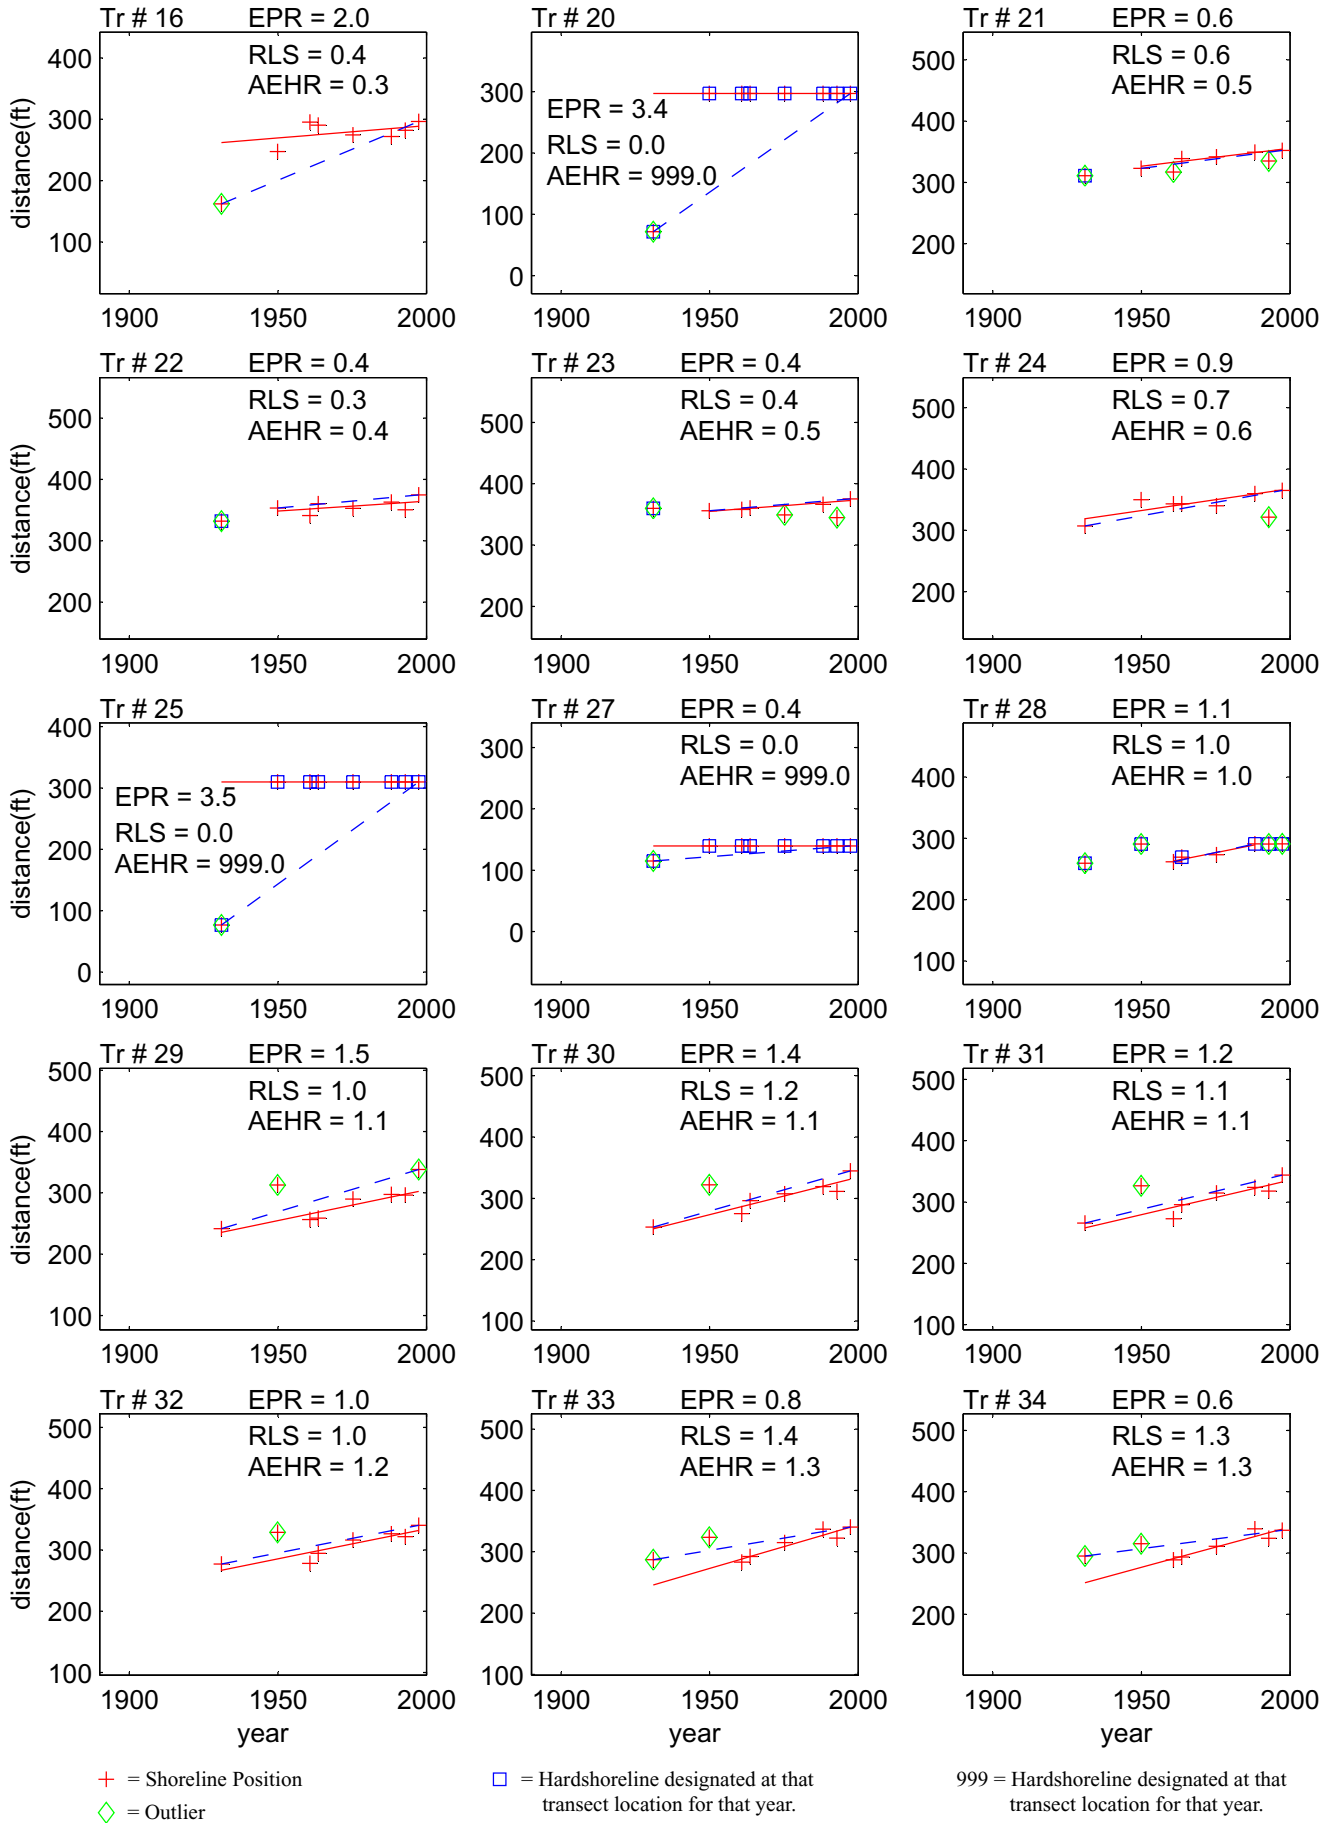 Tr # 16 EPR = 2.0
RLS = 0.4
AEHR = 0.3
400
300
200
100
distance(ft)
1900 1950 2000
Tr # 20
EPR = 3.4
RLS = 0.0
AEHR = 999.0
300
200
100
0
1900 1950 2000
Tr # 21 EPR = 0.6
RLS = 0.6
AEHR = 0.5
500
400
300
200
1900 1950 2000
Tr # 22 EPR = 0.4
RLS = 0.3
AEHR = 0.4
500
400
300
200
distance(ft)
1900 1950 2000
Tr # 23 EPR = 0.4
RLS = 0.4
AEHR = 0.5
500
400
300
200
1900 1950 2000
Tr # 24 EPR = 0.9
RLS = 0.7
AEHR = 0.6
500
400
300
200
1900 1950 2000
Tr # 25
EPR = 3.5
RLS = 0.0
AEHR = 999.0
400
300
200
100
0
distance(ft)
1900 1950 2000
Tr # 27 EPR = 0.4
RLS = 0.0
AEHR = 999.0
300
200
100
0
1900 1950 2000
Tr # 28 EPR = 1.1
RLS = 1.0
AEHR = 1.0
400
300
200
100
1900 1950 2000
Tr # 29 EPR = 1.5
RLS = 1.0
AEHR = 1.1
500
400
300
200
100
distance(ft)
1900 1950 2000
Tr # 30 EPR = 1.4
RLS = 1.2
AEHR = 1.1
500
400
300
200
100
1900 1950 2000
Tr # 31 EPR = 1.2
RLS = 1.1
AEHR = 1.1
500
400
300
200
100
1900 1950 2000
Tr # 32 EPR = 1.0
RLS = 1.0
AEHR = 1.2
500
400
300
200
100
distance(ft)
1900 1950 2000
year
Tr # 33 EPR = 0.8
RLS = 1.4
AEHR = 1.3
500
400
300
200
100
1900 1950 2000
year
Tr # 34 EPR = 0.6
RLS = 1.3
AEHR = 1.3
500
400
300
200
1900 1950 2000
year
= Shoreline Position
= Outlier
= Hardshoreline designated at that
transect location for that year.
999 = Hardshoreline designated at that
transect location for that year.